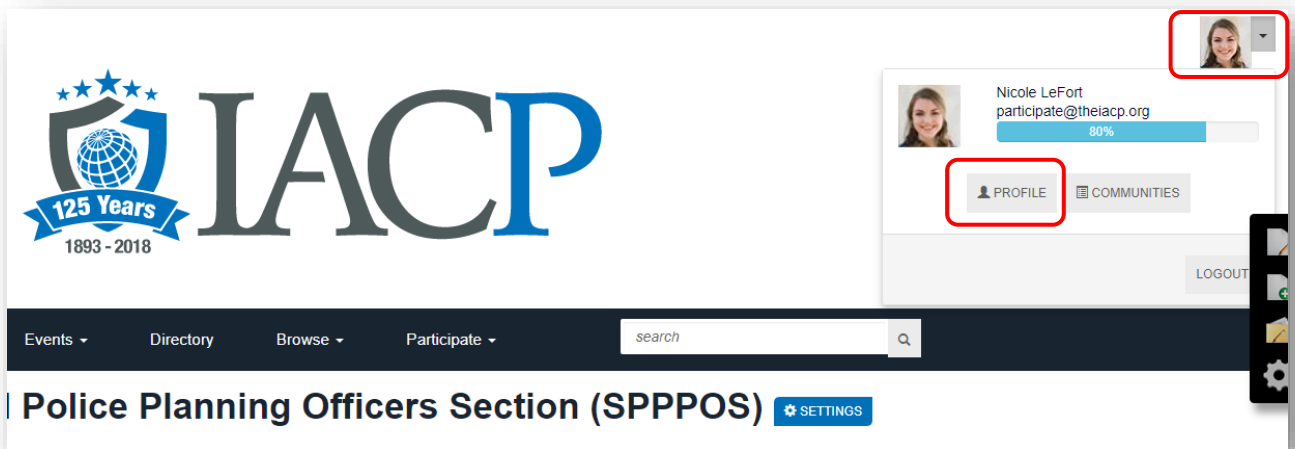 IACP
125 Years
1893 - 2018
Nicole LeFort
participate@theiacp.org
80%
PROFILE COMMUNITIES
LOGOUT
Events Directory Browse Participate search
Police Planning Officers Section (SPPPOS) SETTINGS